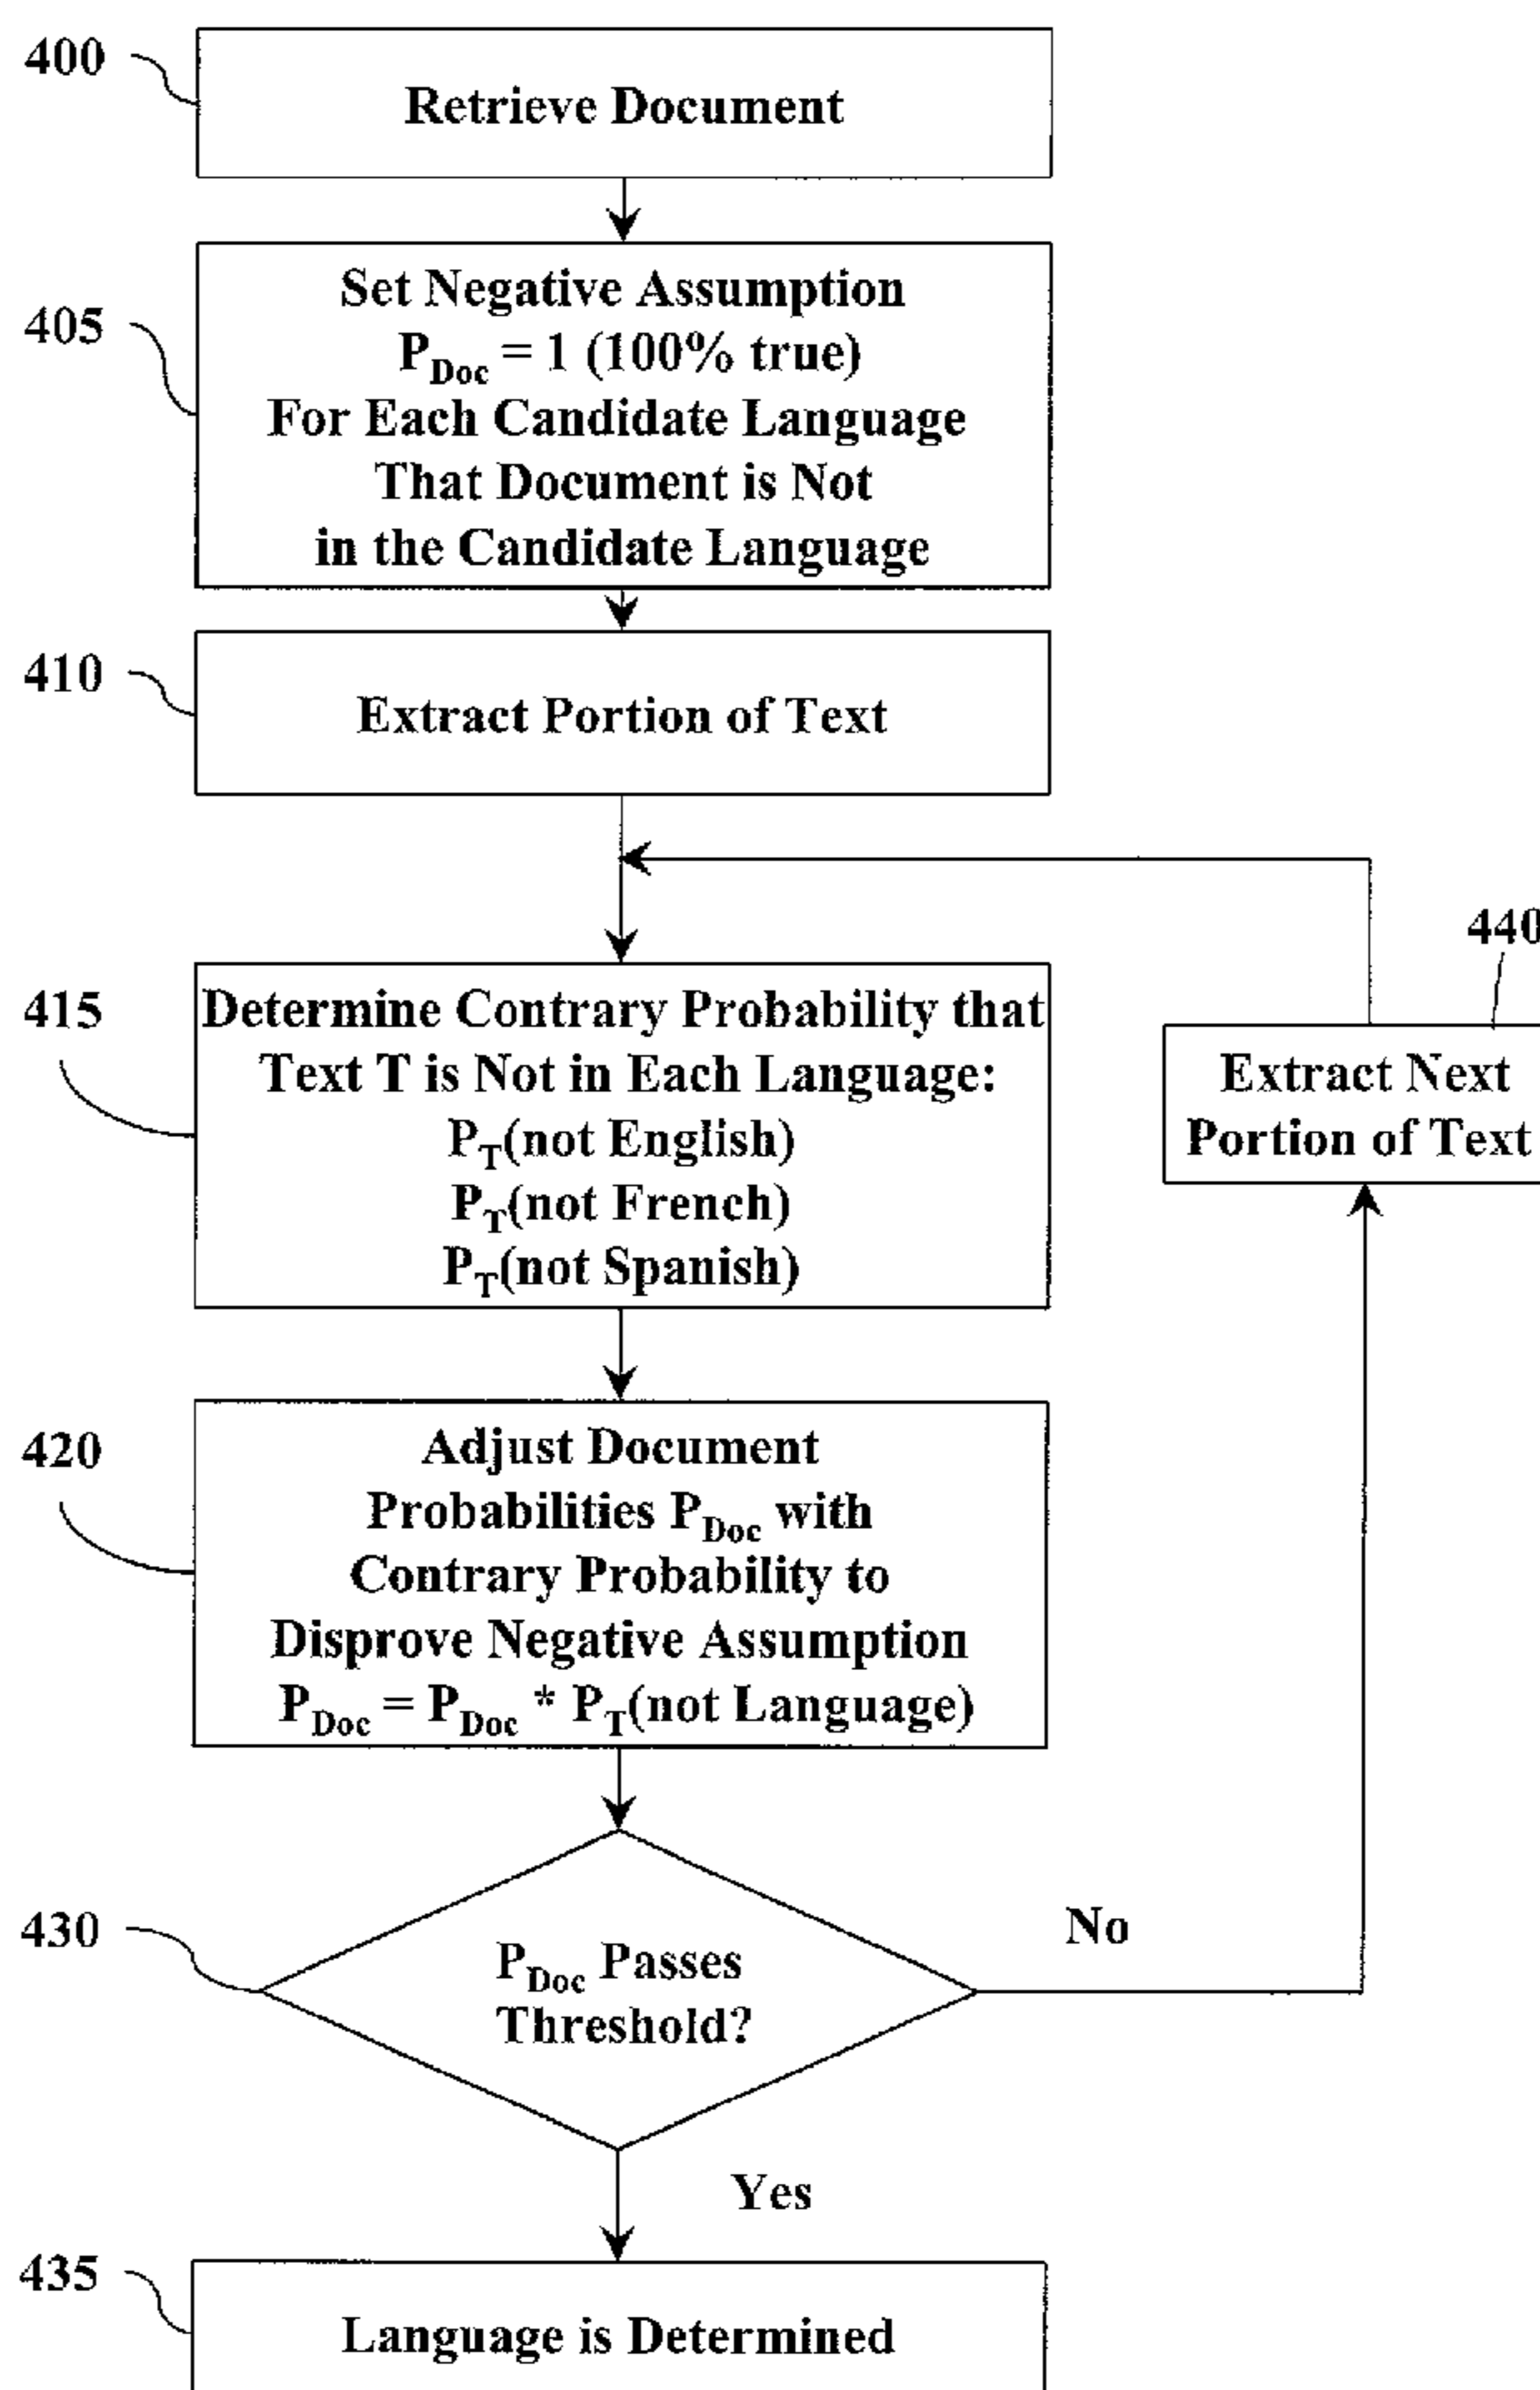 400
Retrieve Document
405
Set Negative Assumption
P_Doc = 1 (100% true)
For Each Candidate Language
That Document is Not
in the Candidate Language
410
Extract Portion of Text
415
Determine Contrary Probability that
Text T is Not in Each Language:
P_T(not English)
P_T(not French)
P_T(not Spanish)
440
Extract Next
Portion of Text
420
Adjust Document
Probabilities P_Doc with
Contrary Probability to
Disprove Negative Assumption
P_Doc = P_Doc * P_T(not Language)
430
P_Doc Passes
Threshold?
No
Yes
435
Language is Determined